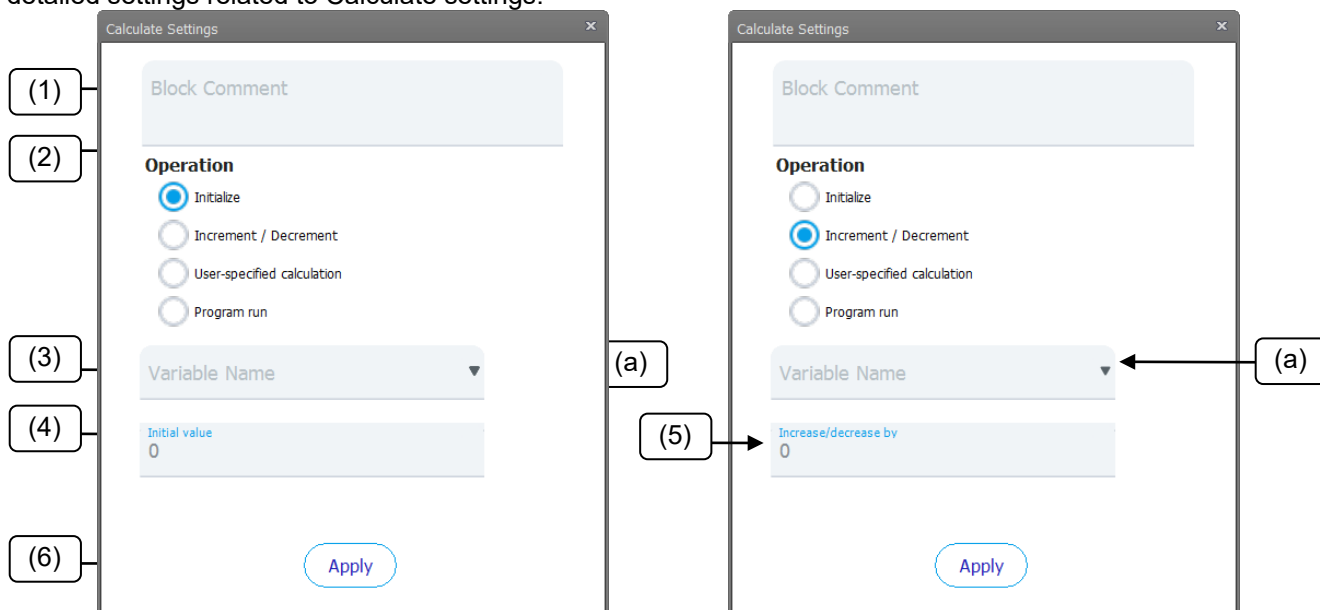 detailed settings related to Calculate settings.
Calculate Settings ×
(1)
Block Comment
(2)
Operation
Initialize
Increment / Decrement
User-specified calculation
Program run
(3)
Variable Name
(a)
(4)
Initial value
0
(6)
Apply
Calculate Settings ×
Block Comment
Operation
Initialize
Increment / Decrement
User-specified calculation
Program run
Variable Name
(a)
(5)
Increase/decrease by
0
Apply